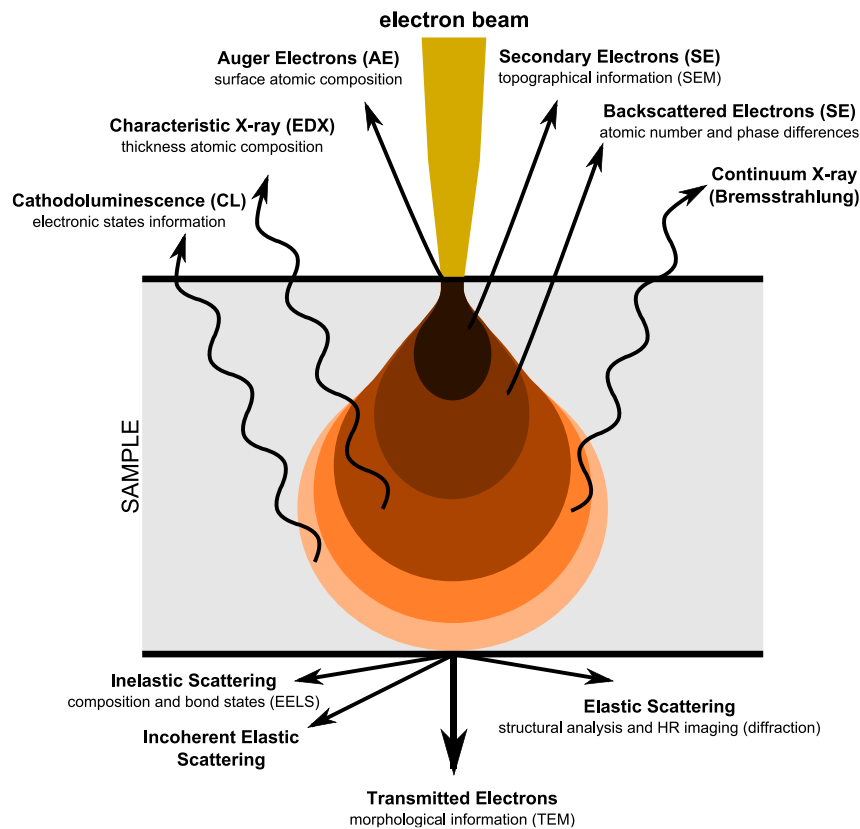 electron beam
Auger Electrons (AE)
surface atomic composition
Secondary Electrons (SE)
topographical information (SEM)
Characteristic X-ray (EDX)
thickness atomic composition
Backscattered Electrons (SE)
atomic number and phase differences
Cathodoluminescence (CL)
electronic states information
Continuum X-ray
(Bremsstrahlung)
SAMPLE
Inelastic Scattering
composition and bond states (EELS)
Incoherent Elastic
Scattering
Elastic Scattering
structural analysis and HR imaging (diffraction)
Transmitted Electrons
morphological information (TEM)